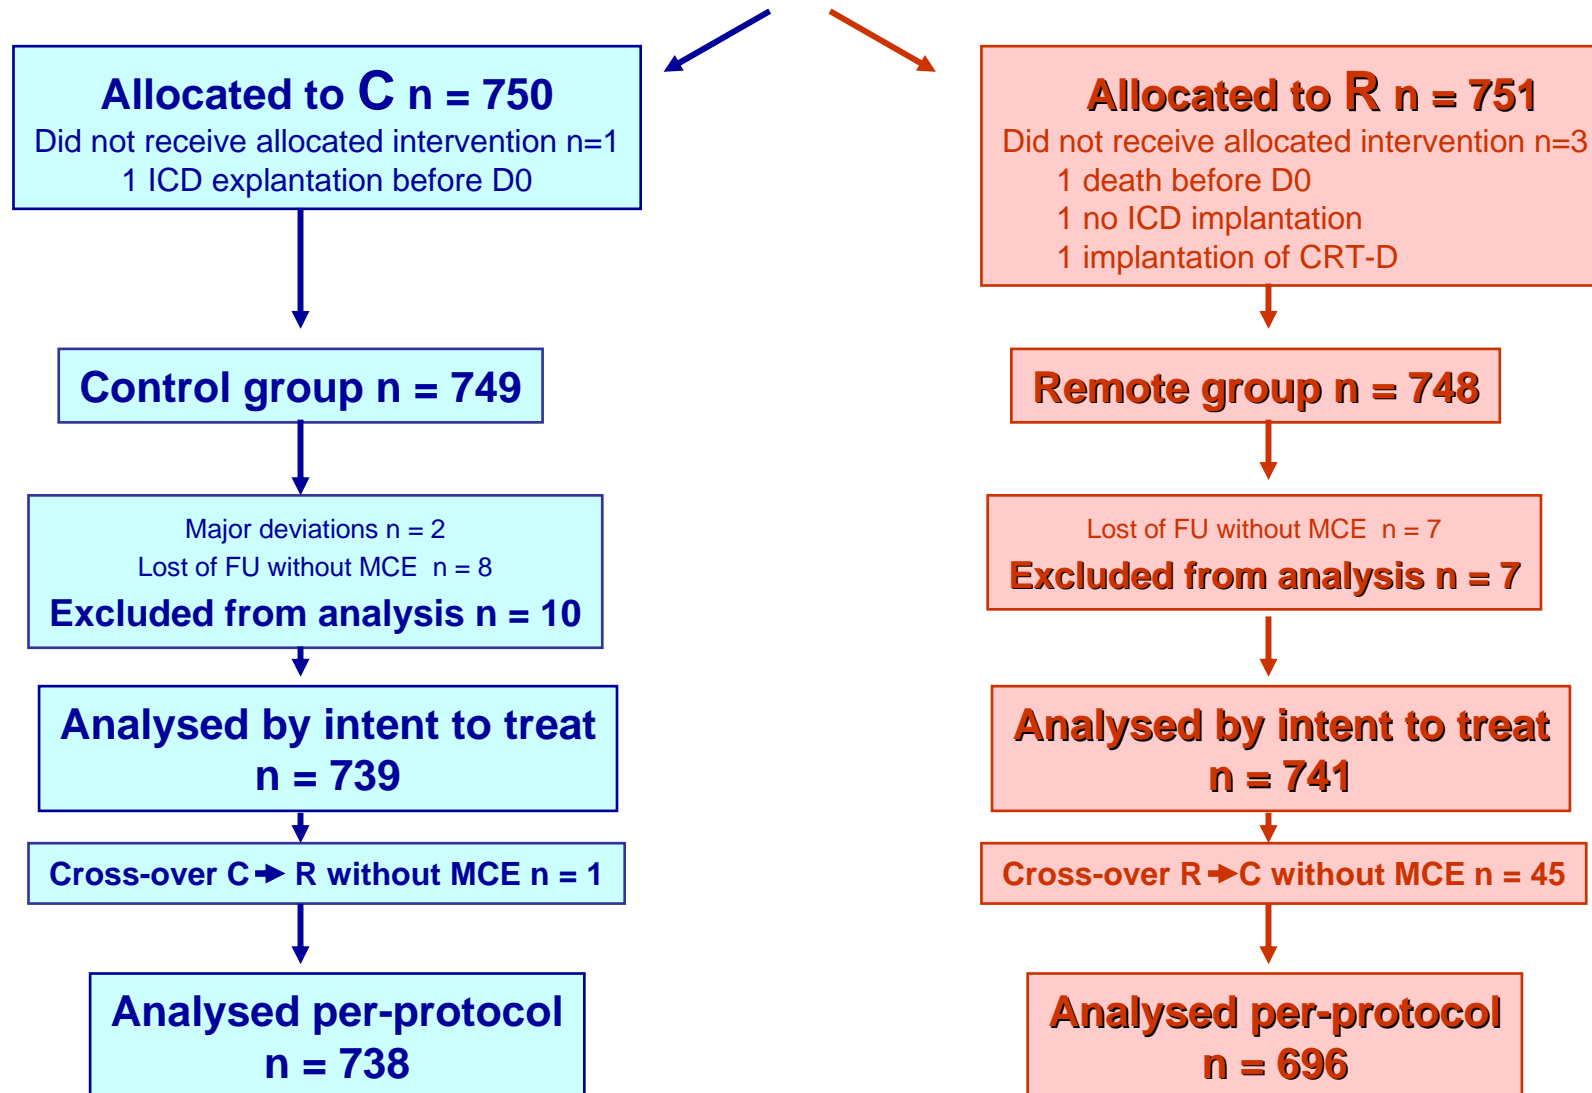 Allocated to C n = 750
Did not receive allocated intervention n=1
1 ICD explantation before D0
Control group n = 749
Major deviations n = 2
Lost of FU without MCE n = 8
Excluded from analysis n = 10
Analysed by intent to treat
n = 739
Cross-over C → R without MCE n = 1
Analysed per-protocol
n = 738
Allocated to R n = 751
Did not receive allocated intervention n=3
1 death before D0
1 no ICD implantation
1 implantation of CRT-D
Remote group n = 748
Lost of FU without MCE n = 7
Excluded from analysis n = 7
Analysed by intent to treat
n = 741
Cross-over R → C without MCE n = 45
Analysed per-protocol
n = 696